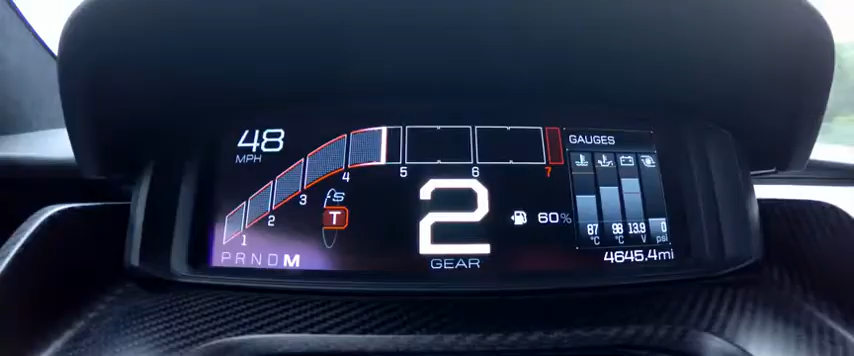 48
MPH
1 2 3 4 5 6 7
S
T
2
GEAR
P R N D M
60%
GAUGES
87 98 13.9 0
°C °C V psi
4645.4mi